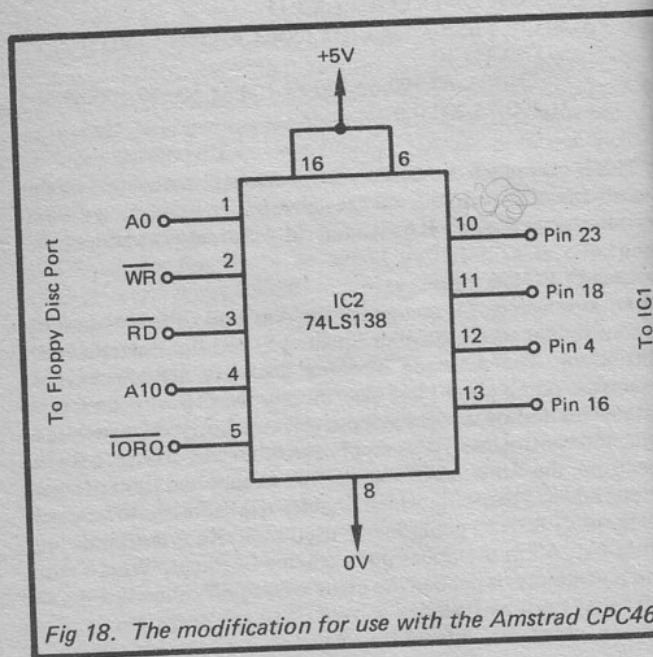 +5V
16 6
1 A0
2 WR
3 RD
4 A10
5 IORQ
To Floppy Disc Port
IC2
74LS138
10 Pin 23
11 Pin 18
12 Pin 4
13 Pin 16
To IC1
8
0V
Fig 18. The modification for use with the Amstrad CPC46